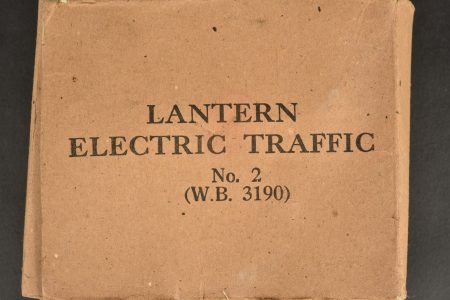 LANTERN
ELECTRIC TRAFFIC
No. 2
(W.B. 3190)